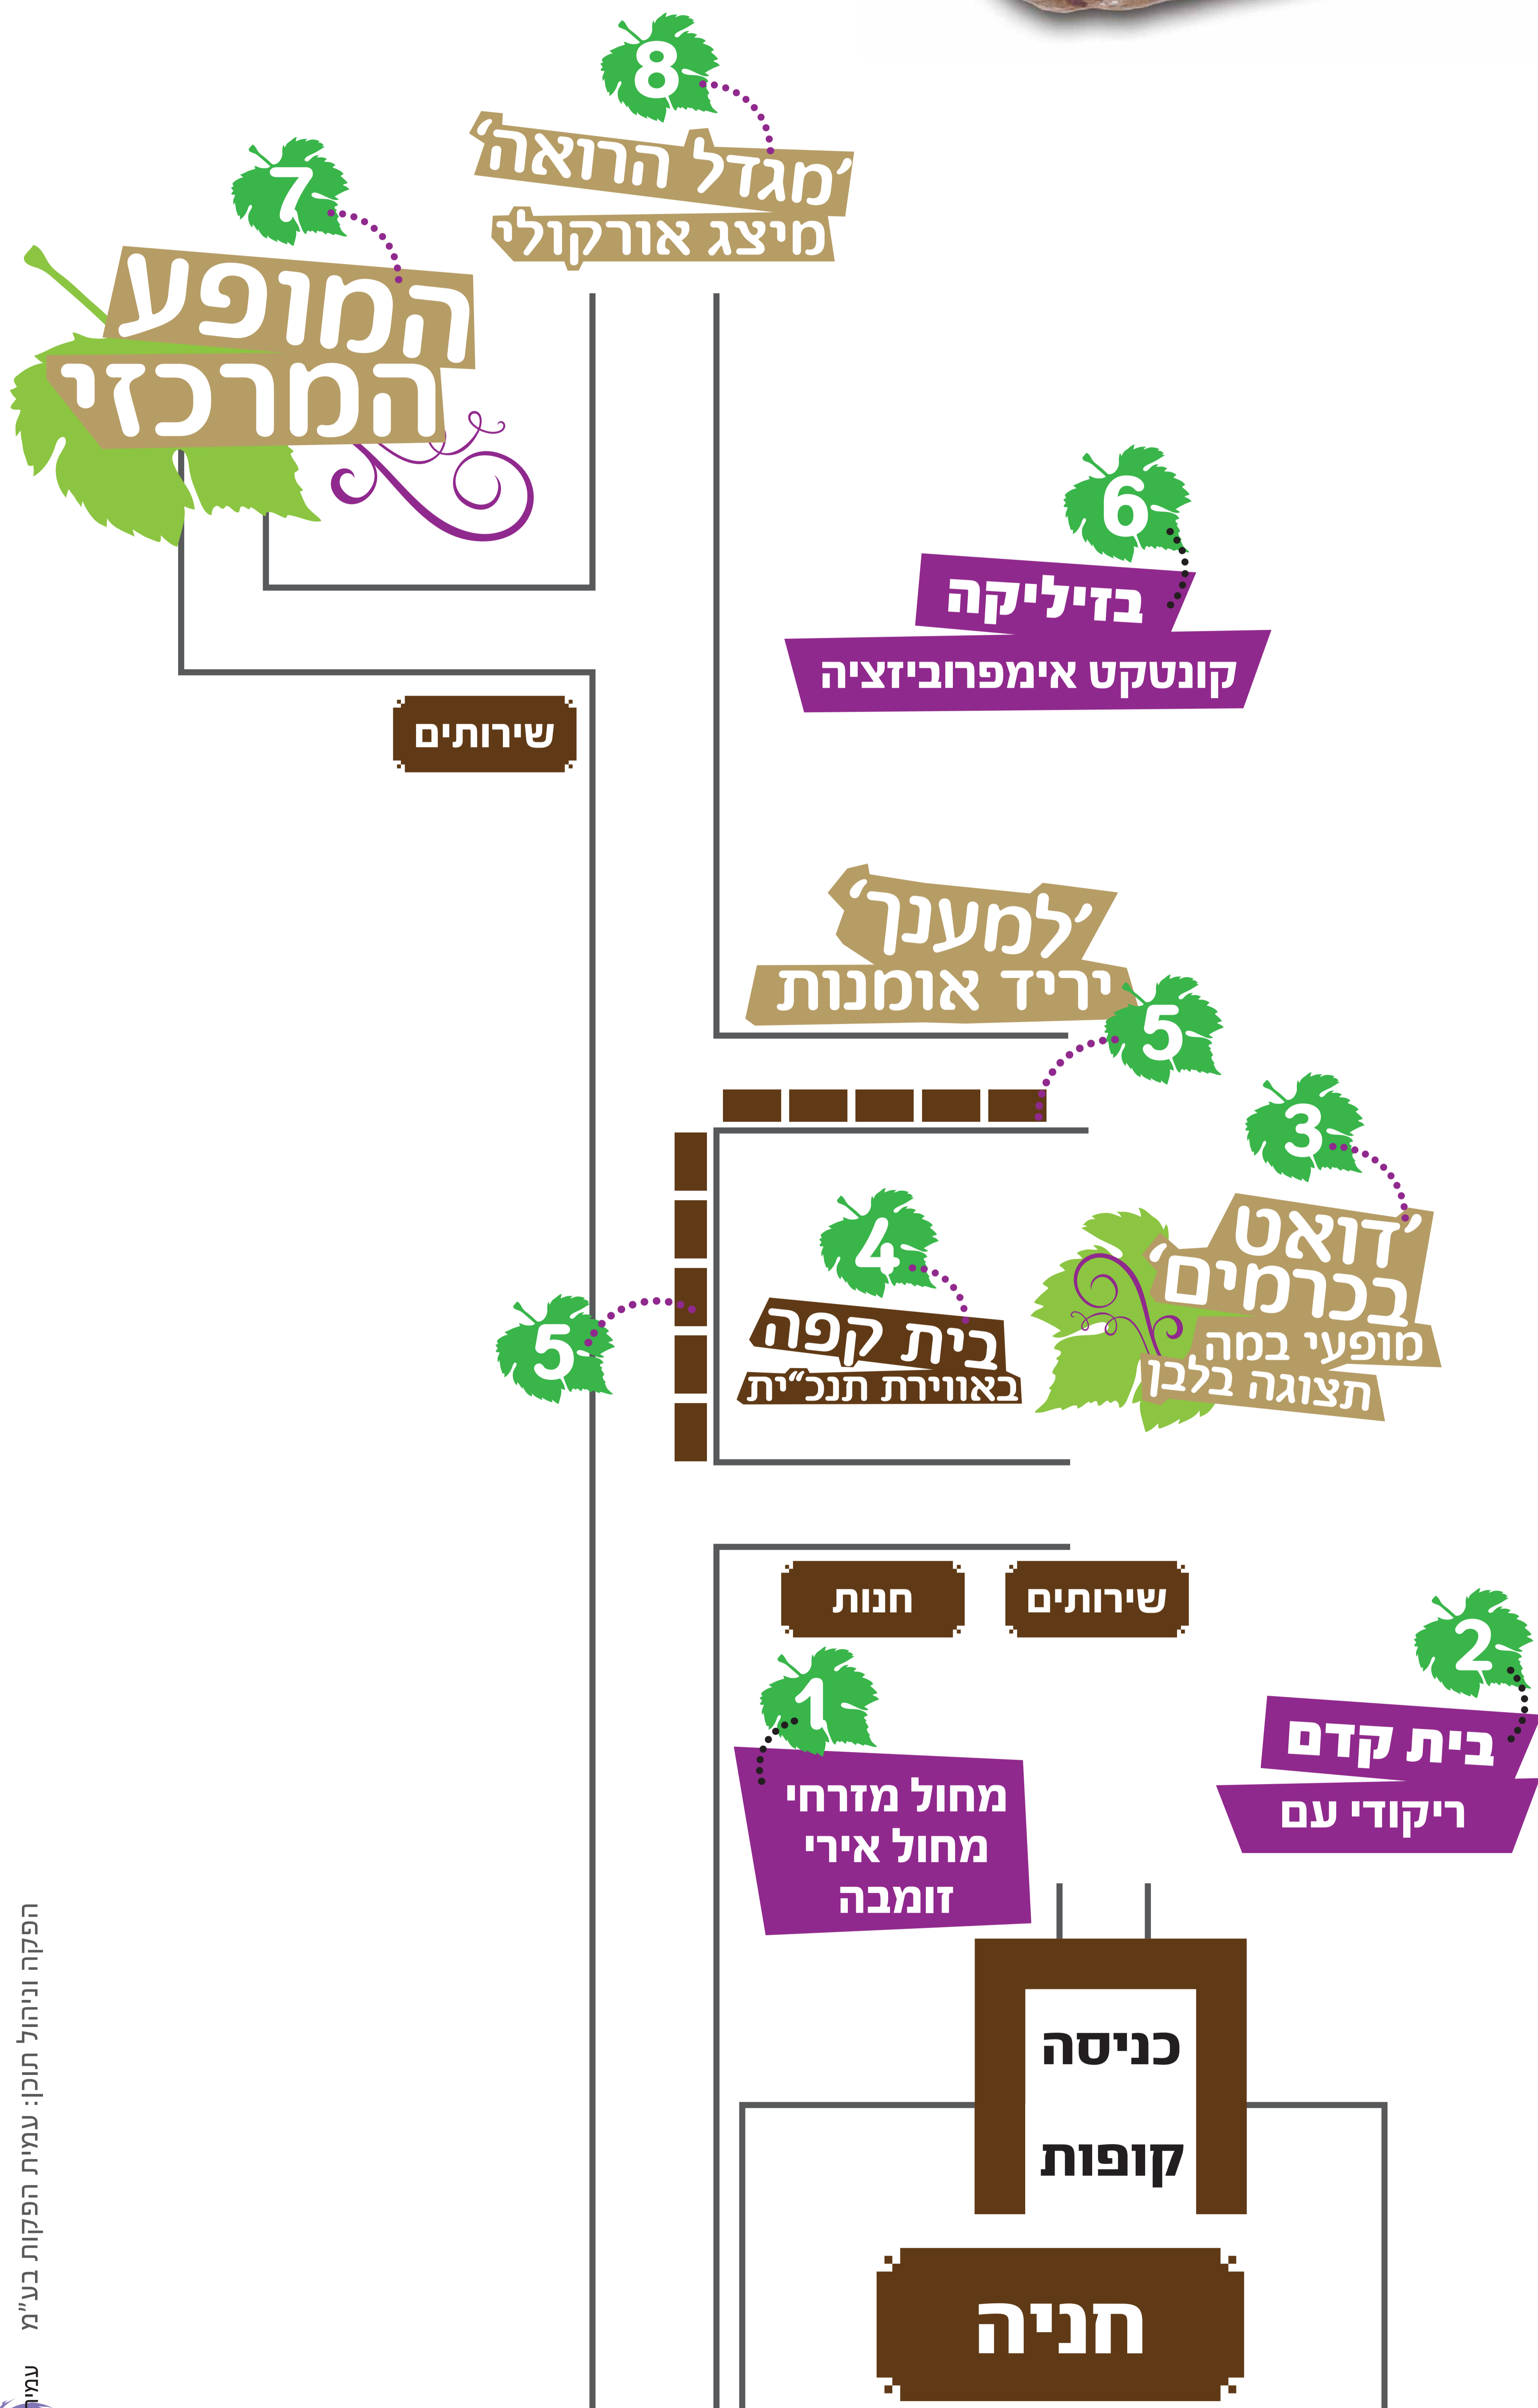 8
׳מגדל הרואה׳
מיצג אורקולי
7
המופע
המרכזי
6
בזיליקה
קונטקט אימפרוביזציה
שירותים
׳למענך׳
יריד אומנות
5
3
׳דואט
בכרמים׳
מופעי במה
תצוגה בלבן
4
בית קפה
באווירת תנכ״ית
5
חנות
שירותים
2
בית קדם
ריקודי עם
1
מחול מזרחי
מחול אירי
זומבה
כניסה
קופות
חניה
הפקה וניהול תוכן: עמית הפקות בע״מ